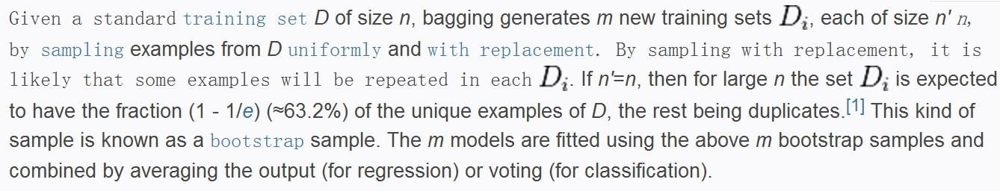 Given a standard training set D of size n, bagging generates m new training sets Di, each of size n' n,
by sampling examples from D uniformly and with replacement. By sampling with replacement, it is
likely that some examples will be repeated in each Di. If n'=n, then for large n the set Di is expected
to have the fraction (1 - 1/e) (≈63.2%) of the unique examples of D, the rest being duplicates.[1] This kind of
sample is known as a bootstrap sample. The m models are fitted using the above m bootstrap samples and
combined by averaging the output (for regression) or voting (for classification).